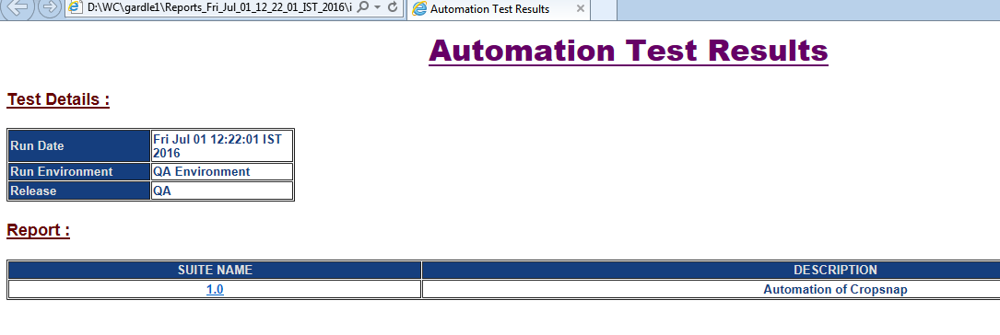 D:\WC\gardle1\Reports_Fri_Jul_01_12_22_01_IST_2016\i
Automation Test Results
Automation Test Results
Test Details :
Run Date Fri Jul 01 12:22:01 IST
2016
Run Environment QA Environment
Release QA
Report :
SUITE NAME DESCRIPTION
1.0 Automation of Cropsnap